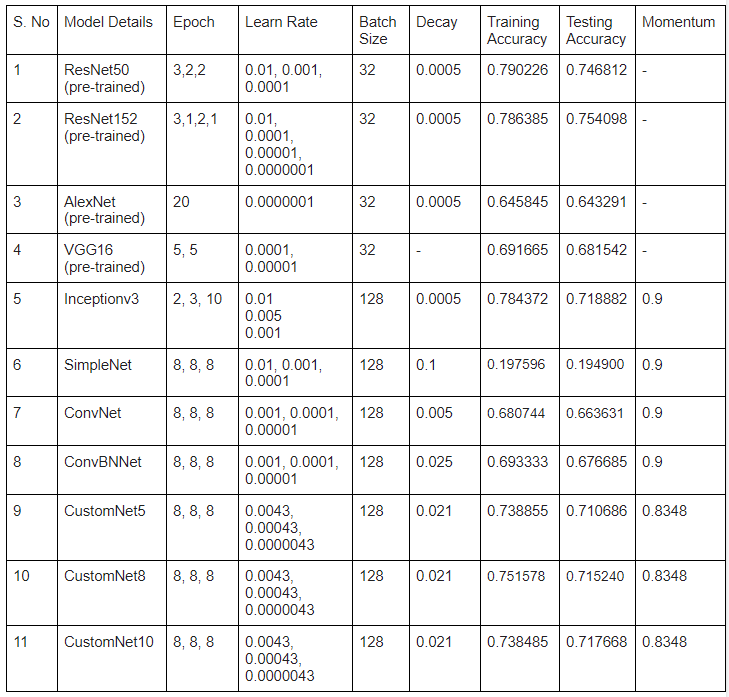 S. No Model Details Epoch Learn Rate Batch Size Decay Training Accuracy Testing Accuracy Momentum
1 ResNet50 (pre-trained) 3,2,2 0.01, 0.001, 0.0001 32 0.0005 0.790226 0.746812 -
2 ResNet152 (pre-trained) 3,1,2,1 0.01, 0.0001, 0.00001, 0.0000001 32 0.0005 0.786385 0.754098 -
3 AlexNet (pre-trained) 20 0.0000001 32 0.0005 0.645845 0.643291 -
4 VGG16 (pre-trained) 5, 5 0.0001, 0.00001 32 - 0.691665 0.681542 -
5 Inceptionv3 2, 3, 10 0.01 0.005 0.001 128 0.0005 0.784372 0.718882 0.9
6 SimpleNet 8, 8, 8 0.01, 0.001, 0.0001 128 0.1 0.197596 0.194900 0.9
7 ConvNet 8, 8, 8 0.001, 0.0001, 0.00001 128 0.005 0.680744 0.663631 0.9
8 ConvBNNet 8, 8, 8 0.001, 0.0001, 0.00001 128 0.025 0.693333 0.676685 0.9
9 CustomNet5 8, 8, 8 0.0043, 0.00043, 0.0000043 128 0.021 0.738855 0.710686 0.8348
10 CustomNet8 8, 8, 8 0.0043, 0.00043, 0.0000043 128 0.021 0.751578 0.715240 0.8348
11 CustomNet10 8, 8, 8 0.0043, 0.00043, 0.0000043 128 0.021 0.738485 0.717668 0.8348